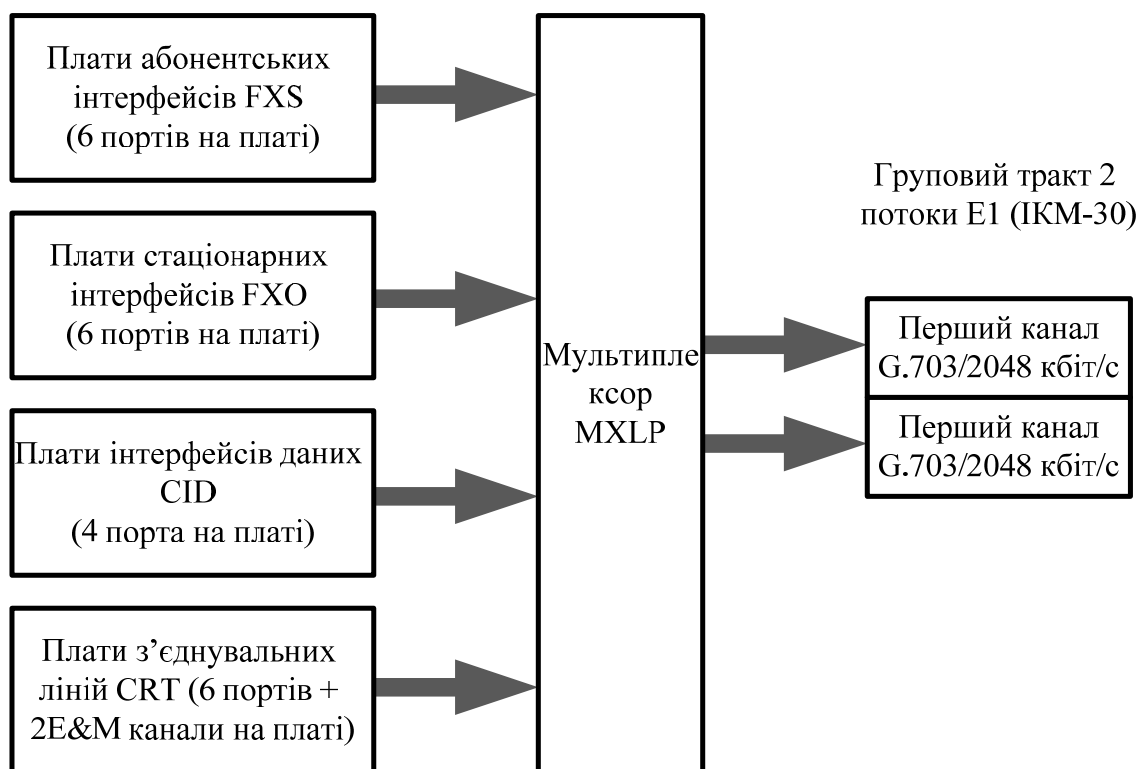 Плати абонентських
інтерфейсів FXS
(6 портів на платі)
Плати стаціонарних
інтерфейсів FXO
(6 портів на платі)
Плати інтерфейсів даних
CID
(4 порта на платі)
Плати з’єднувальних
ліній CRT (6 портів +
2E&M канали на платі)
Мультипле
ксор
MXLP
Груповий тракт 2
потоки E1 (ІКМ-30)
Перший канал
G.703/2048 кбіт/с
Перший канал
G.703/2048 кбіт/с